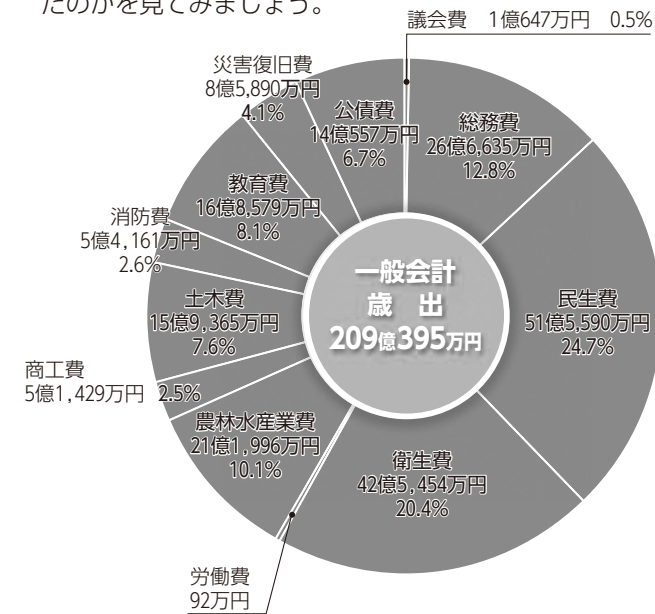 たのかを見てみましょう。
議会費 1億647万円 0.5%
総務費
26億6,635万円
12.8%
民生費
51億5,590万円
24.7%
衛生費
42億5,454万円
20.4%
労働費
92万円
農林水産業費
21億1,996万円
10.1%
商工費
5億1,429万円 2.5%
土木費
15億9,365万円
7.6%
消防費
5億4,161万円
2.6%
教育費
16億8,579万円
8.1%
災害復旧費
8億5,890万円
4.1%
公債費
14億557万円
6.7%
一般会計
歳 出
209億395万円